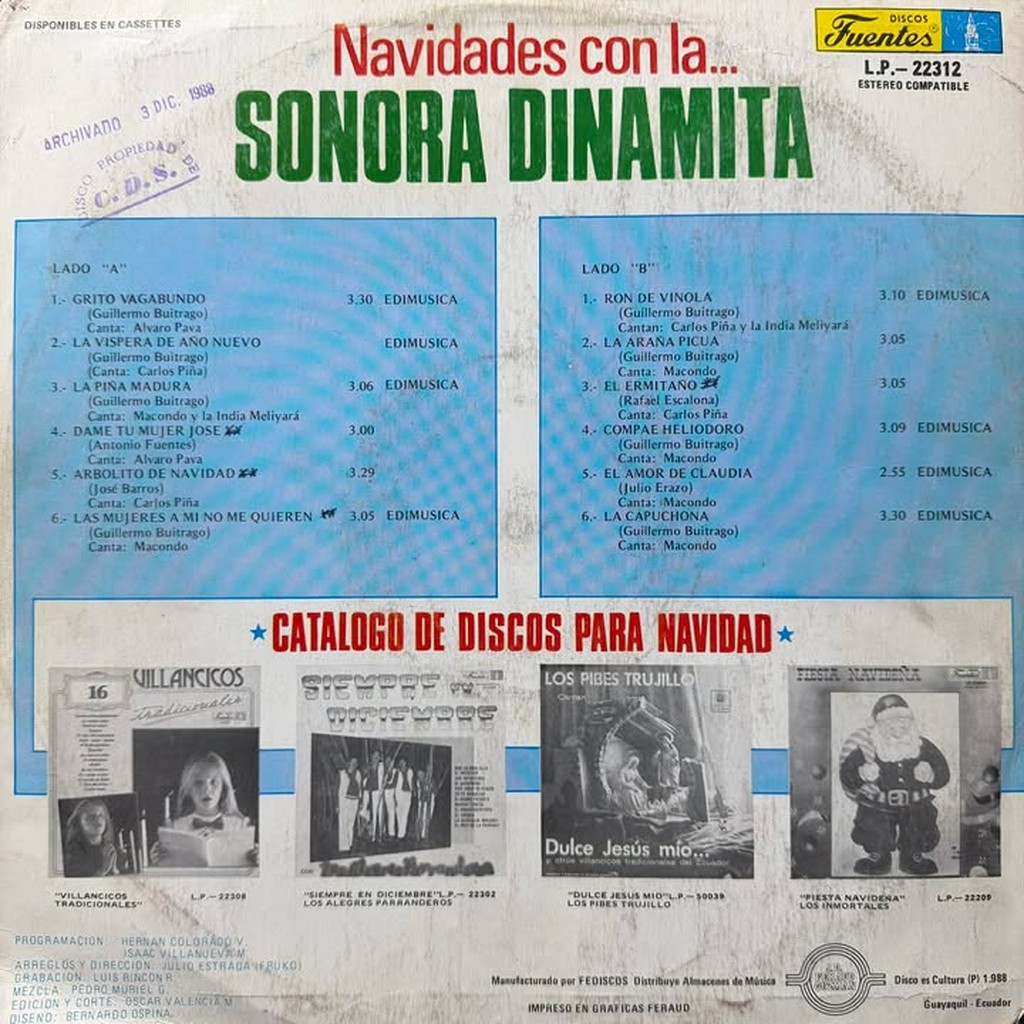 DISPONIBLES EN CASSETTES
Navidades con la...
SONORA DINAMITA
DISCOS
Fuentes
L.P.- 22312
ESTEREO COMPATIBLE
ARCHIVADO 3 DIC. 1988
DISCO PROPIEDAD DE
C.D.S.
LADO "A"
1.- GRITO VAGABUNDO 3.30 EDIMUSICA
(Guillermo Buitrago)
Canta: Alvaro Pava
2.- LA VISPERA DE AÑO NUEVO EDIMUSICA
(Guillermo Buitrago)
(Canta: Carlos Piña)
3.- LA PIÑA MADURA 3.06 EDIMUSICA
(Guillermo Buitrago)
Canta: Macondo y la India Meliyará
4.- DAME TU MUJER JOSE 3.00
(Antonio Fuentes)
Canta: Alvaro Pava
5.- ARBOLITO DE NAVIDAD 3.29
(José Barros)
Canta: Carlos Piña
6.- LAS MUJERES A MI NO ME QUIEREN 3.05 EDIMUSICA
(Guillermo Buitrago)
Canta: Macondo
LADO "B"
1.- RON DE VINOLA 3.10 EDIMUSICA
(Guillermo Buitrago)
Cantan: Carlos Piña y la India Meliyará
2.- LA ARAÑA PICUA 3.05
(Guillermo Buitrago)
Canta: Macondo
3.- EL ERMITAÑO 3.05
(Rafael Escalona)
Canta: Carlos Piña
4.- COMPAE HELIODORO 3.09 EDIMUSICA
(Guillermo Buitrago)
Canta: Macondo
5.- EL AMOR DE CLAUDIA 2.55 EDIMUSICA
(Julio Erazo)
Canta: Macondo
6.- LA CAPUCHONA 3.30 EDIMUSICA
(Guillermo Buitrago)
Canta: Macondo
CATALOGO DE DISCOS PARA NAVIDAD
16
VILLANCICOS
Tradicionales
SIEMPRE en
DICIEMBRE
LOS PIBES TRUJILLO
Cantan
Dulce Jesús mío...
y otros villancicos tradicionales del Ecuador
FIESTA NAVIDEÑA
"VILLANCICOS L.P.- 22308
TRADICIONALES"
"SIEMPRE EN DICIEMBRE" L.P.- 22302
LOS ALEGRES PARRANDEROS
"DULCE JESUS MIO" L.P.- 50039
LOS PIBES TRUJILLO
"FIESTA NAVIDEÑA" L.P.- 22209
LOS INMORTALES
PROGRAMACION HERNAN COLORADO V.
ISAAC VILLANUEVA M.
ARREGLOS Y DIRECCION: JULIO ESTRADA (FRUKO)
GRABACION: LUIS RINCON R.
MEZCLA: PEDRO MURIEL G.
EDICION Y CORTE: OSCAR VALENCIA M.
DISEÑO: BERNARDO OSPINA.
Manufacturado por FEDISCOS Distribuye Almacenes de Música
IMPRESO EN GRAFICAS FERAUD
Disco es Cultura (P) 1.988
Guayaquil - Ecuador